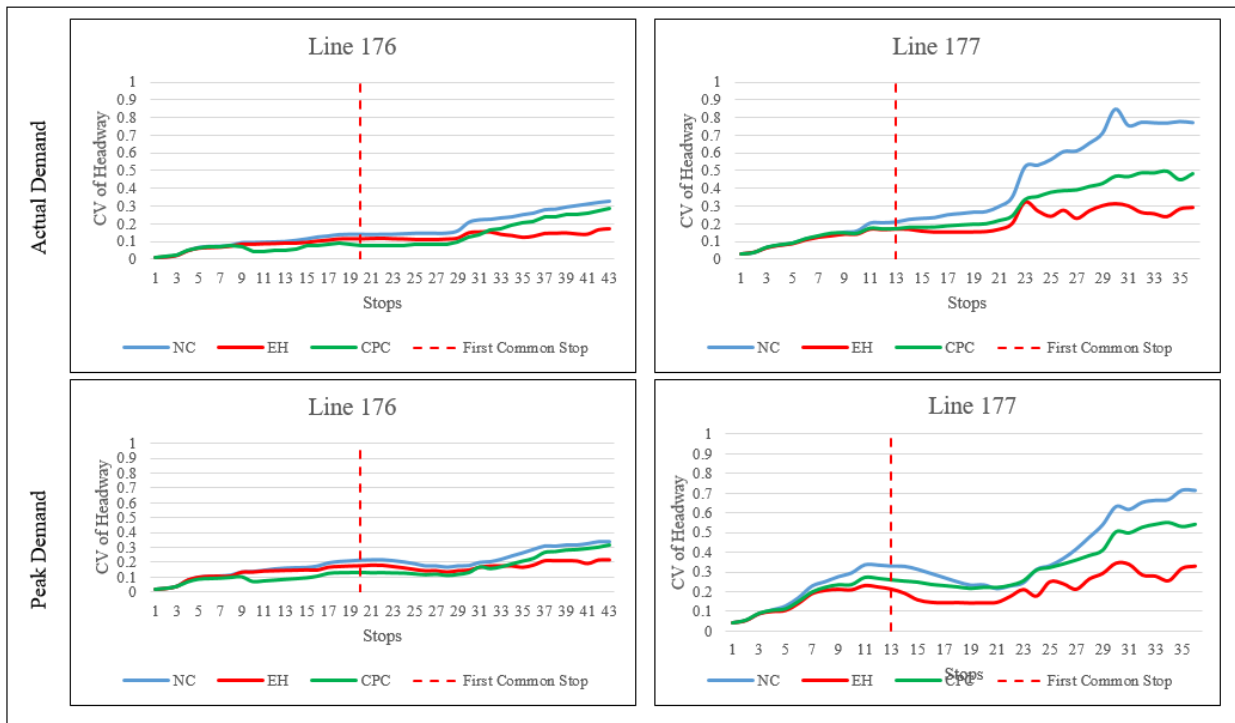 Actual Demand
Line 176
CV of Headway
1
0.9
0.8
0.7
0.6
0.5
0.4
0.3
0.2
0.1
0
1 3 5 7 9 11 13 15 17 19 21 23 25 27 29 31 33 35 37 39 41 43
Stops
NC EH CPC First Common Stop
Line 177
CV of Headway
1
0.9
0.8
0.7
0.6
0.5
0.4
0.3
0.2
0.1
0
1 3 5 7 9 11 13 15 17 19 21 23 25 27 29 31 33 35
Stops
NC EH CPC First Common Stop
Peak Demand
Line 176
CV of Headway
1
0.9
0.8
0.7
0.6
0.5
0.4
0.3
0.2
0.1
0
1 3 5 7 9 11 13 15 17 19 21 23 25 27 29 31 33 35 37 39 41 43
Stops
NC EH CPC First Common Stop
Line 177
CV of Headway
1
0.9
0.8
0.7
0.6
0.5
0.4
0.3
0.2
0.1
0
1 3 5 7 9 11 13 15 17 19 21 23 25 27 29 31 33 35
Stops
NC EH CPC First Common Stop